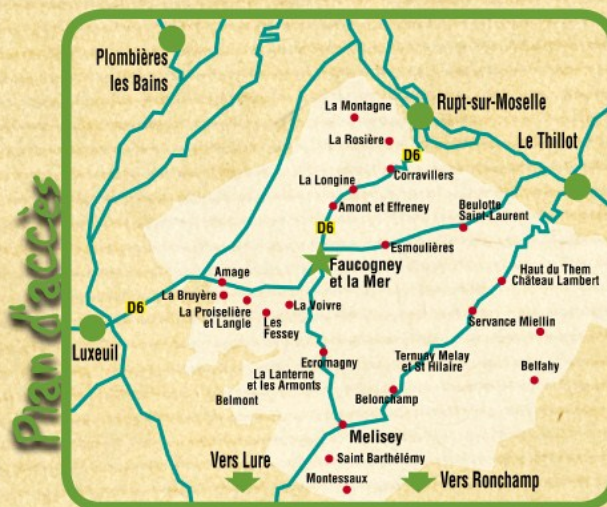 Plan d'accès
Plombières
les Bains
La Montagne
Rupt-sur-Moselle
La Rosière
Le Thillot
D6
La Longine
Corravillers
Amont et Effreney
Beulotte
Saint-Laurent
D6
Esmoulières
Faucogney
et la Mer
Haut du Them
Château Lambert
Amage
La Bruyère
D6
La Proiselière
et Langle
La Voivre
Les
Fessey
Servance Miellin
Luxeuil
Ecromagny
Ternuay Melay
et St Hilaire
La Lanterne
et les Armonts
Belfahy
Belmont
Belonchamp
Melisey
Vers Lure
Saint Barthélémy
Montessaux
Vers Ronchamp